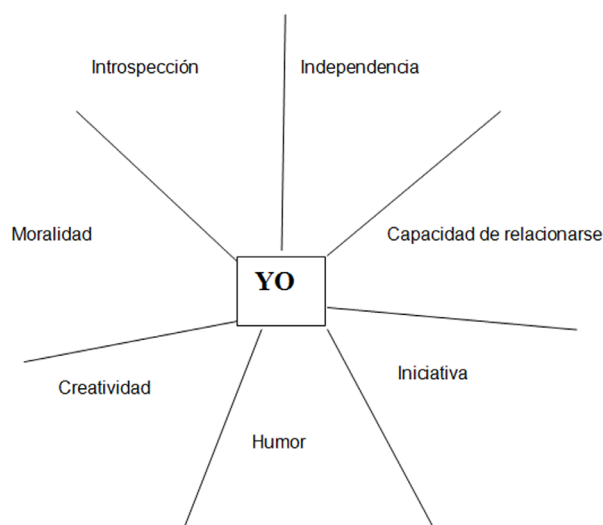 Introspección
Independencia
Moralidad
Capacidad de relacionarse
YO
Iniciativa
Creatividad
Humor